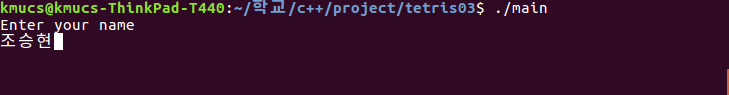 kmucs@kmucs-ThinkPad-T440:~/학교/c++/project/tetris03$ ./main
Enter your name
조승현